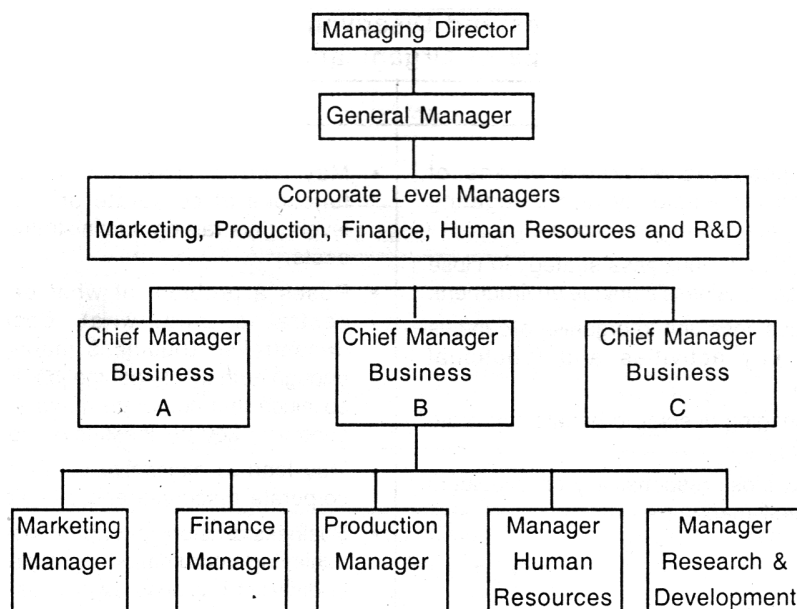 Managing Director
General Manager
Corporate Level Managers
Marketing, Production, Finance, Human Resources and R&D
Chief Manager
Business
A
Chief Manager
Business
B
Chief Manager
Business
C
Marketing
Manager
Finance
Manager
Production
Manager
Manager
Human
Resources
Manager
Research &
Development